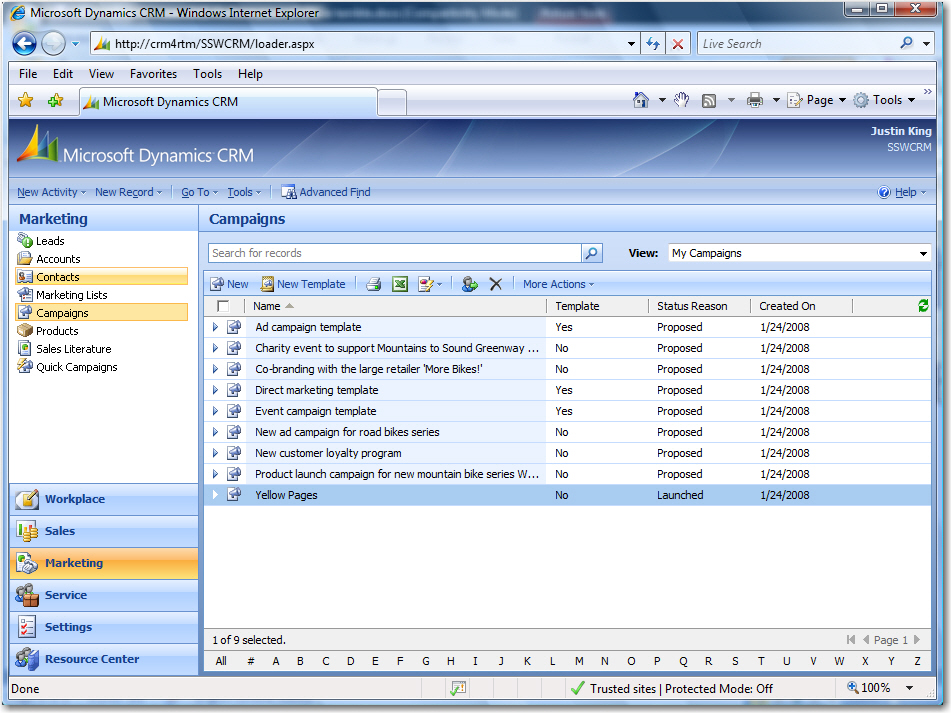 Microsoft Dynamics CRM - Windows Internet Explorer
http://crm4rtm/SSWCRM/loader.aspx
Live Search
File Edit View Favorites Tools Help
Microsoft Dynamics CRM
Page Tools
Justin King
SSWCRM
Microsoft Dynamics CRM
New Activity New Record Go To Tools Advanced Find Help
Marketing
Leads
Accounts
Contacts
Marketing Lists
Campaigns
Products
Sales Literature
Quick Campaigns
Workplace
Sales
Marketing
Service
Settings
Resource Center
Campaigns
Search for records
View: My Campaigns
New New Template More Actions
Name Template Status Reason Created On
Ad campaign template Yes Proposed 1/24/2008
Charity event to support Mountains to Sound Greenway ... No Proposed 1/24/2008
Co-branding with the large retailer 'More Bikes!' No Proposed 1/24/2008
Direct marketing template Yes Proposed 1/24/2008
Event campaign template Yes Proposed 1/24/2008
New ad campaign for road bikes series No Proposed 1/24/2008
New customer loyalty program No Proposed 1/24/2008
Product launch campaign for new mountain bike series W... No Proposed 1/24/2008
Yellow Pages No Launched 1/24/2008
1 of 9 selected.
Page 1
All # A B C D E F G H I J K L M N O P Q R S T U V W X Y Z
Done
Trusted sites | Protected Mode: Off
100%